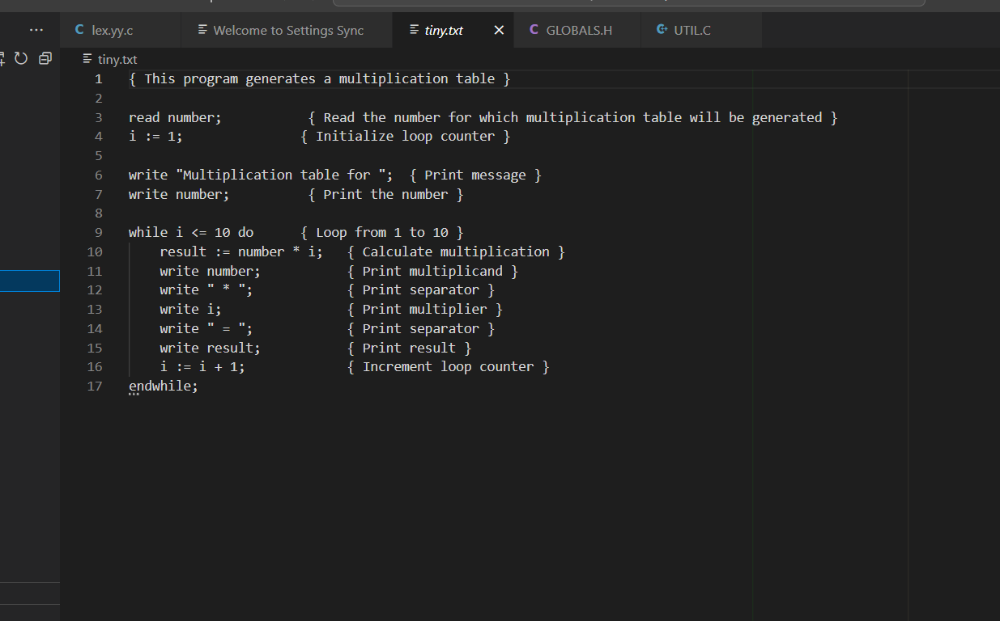 lex.yy.c
Welcome to Settings Sync
tiny.txt
GLOBALS.H
UTIL.C
tiny.txt
1 { This program generates a multiplication table }
2
3 read number; { Read the number for which multiplication table will be generated }
4 i := 1; { Initialize loop counter }
5
6 write "Multiplication table for "; { Print message }
7 write number; { Print the number }
8
9 while i <= 10 do { Loop from 1 to 10 }
10 result := number * i; { Calculate multiplication }
11 write number; { Print multiplicand }
12 write " * "; { Print separator }
13 write i; { Print multiplier }
14 write " = "; { Print separator }
15 write result; { Print result }
16 i := i + 1; { Increment loop counter }
17 endwhile;